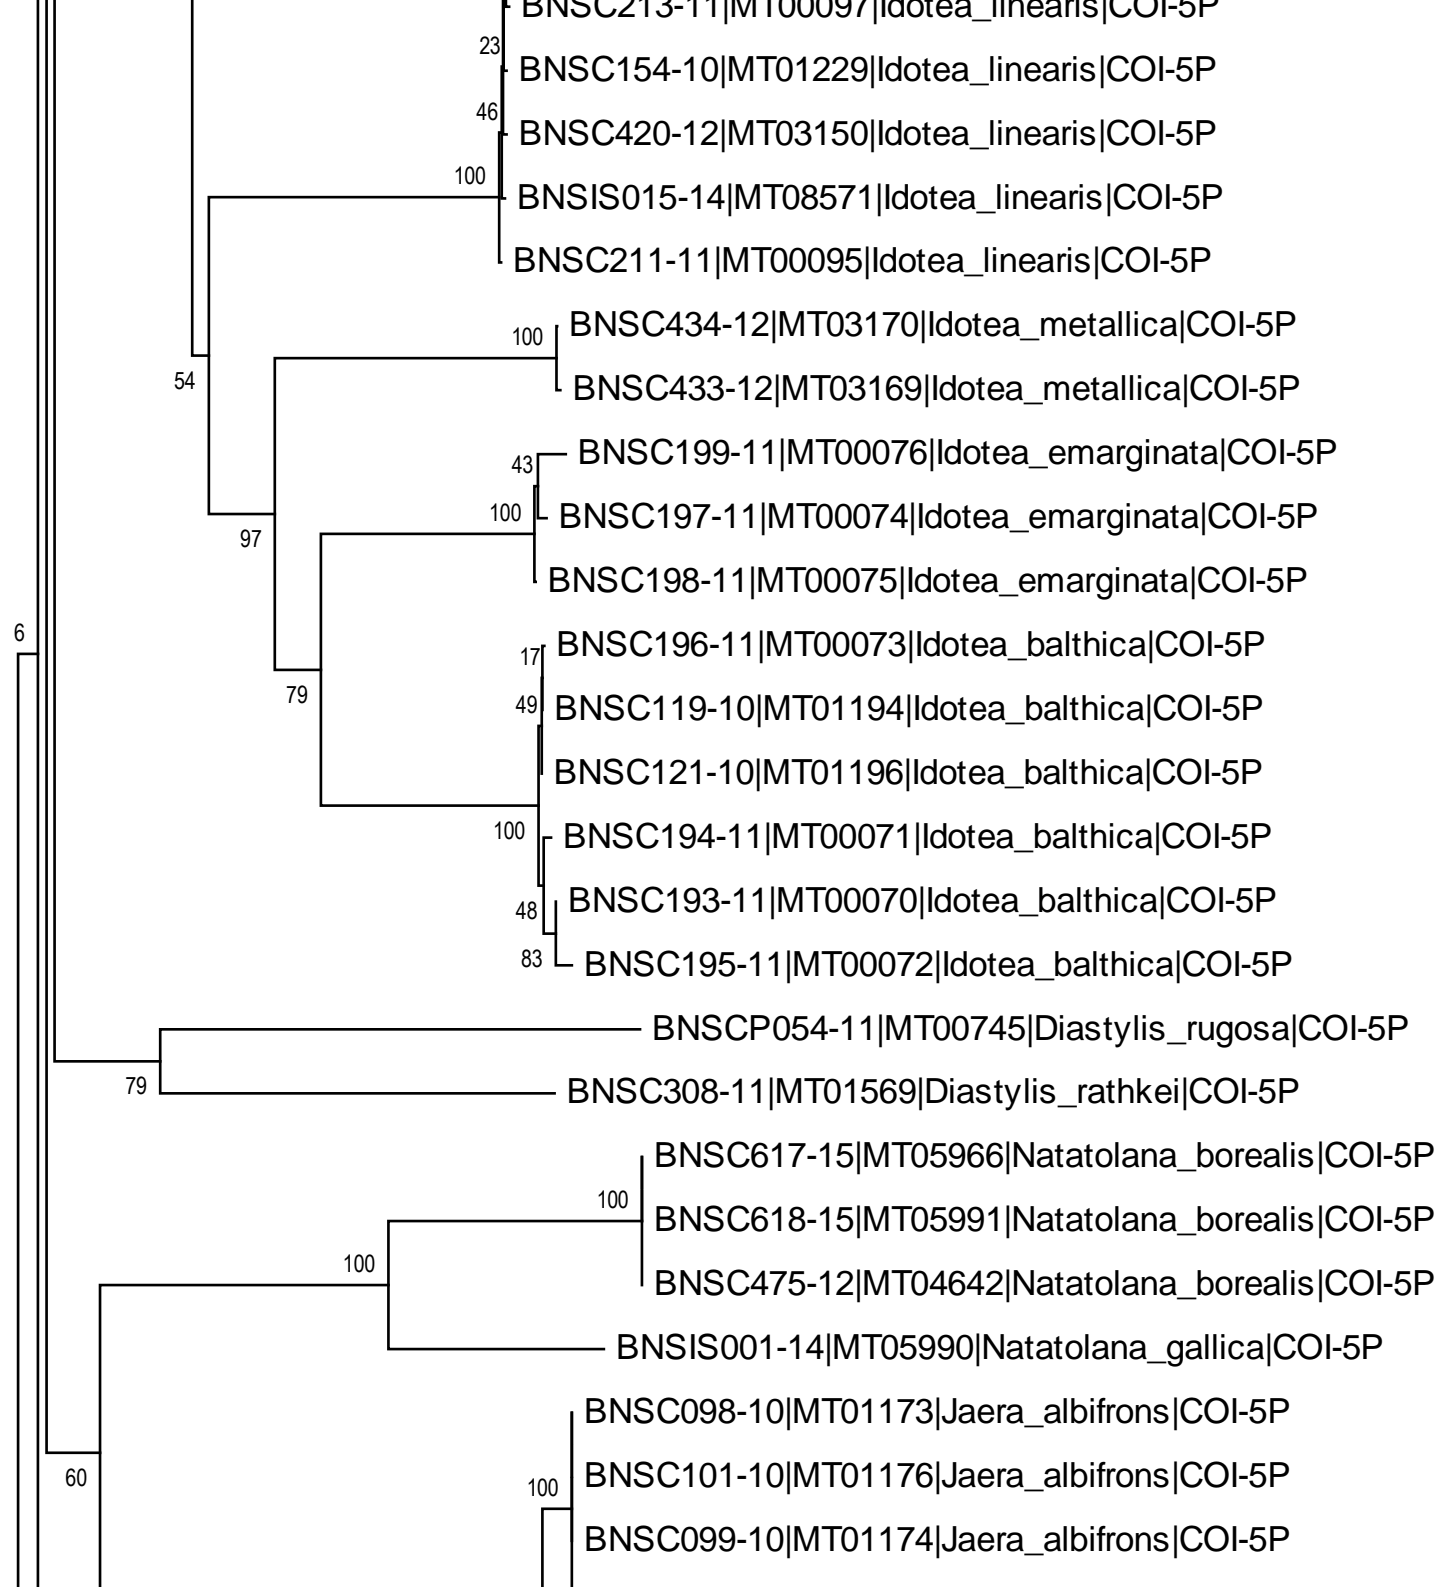 BNSC213-11|MT00097|Idotea_linearis|COI-5P
23
BNSC154-10|MT01229|Idotea_linearis|COI-5P
46
BNSC420-12|MT03150|Idotea_linearis|COI-5P
100
BNSIS015-14|MT08571|Idotea_linearis|COI-5P
BNSC211-11|MT00095|Idotea_linearis|COI-5P
BNSC434-12|MT03170|Idotea_metallica|COI-5P
100
54
BNSC433-12|MT03169|Idotea_metallica|COI-5P
BNSC199-11|MT00076|Idotea_emarginata|COI-5P
43
100
BNSC197-11|MT00074|Idotea_emarginata|COI-5P
97
BNSC198-11|MT00075|Idotea_emarginata|COI-5P
6
BNSC196-11|MT00073|Idotea_balthica|COI-5P
17
79
49
BNSC119-10|MT01194|Idotea_balthica|COI-5P
BNSC121-10|MT01196|Idotea_balthica|COI-5P
100
BNSC194-11|MT00071|Idotea_balthica|COI-5P
BNSC193-11|MT00070|Idotea_balthica|COI-5P
48
83
BNSC195-11|MT00072|Idotea_balthica|COI-5P
BNSCP054-11|MT00745|Diastylis_rugosa|COI-5P
79
BNSC308-11|MT01569|Diastylis_rathkei|COI-5P
BNSC617-15|MT05966|Natatolana_borealis|COI-5P
100
BNSC618-15|MT05991|Natatolana_borealis|COI-5P
100
BNSC475-12|MT04642|Natatolana_borealis|COI-5P
BNSIS001-14|MT05990|Natatolana_gallica|COI-5P
BNSC098-10|MT01173|Jaera_albifrons|COI-5P
60
BNSC101-10|MT01176|Jaera_albifrons|COI-5P
100
BNSC099-10|MT01174|Jaera_albifrons|COI-5P